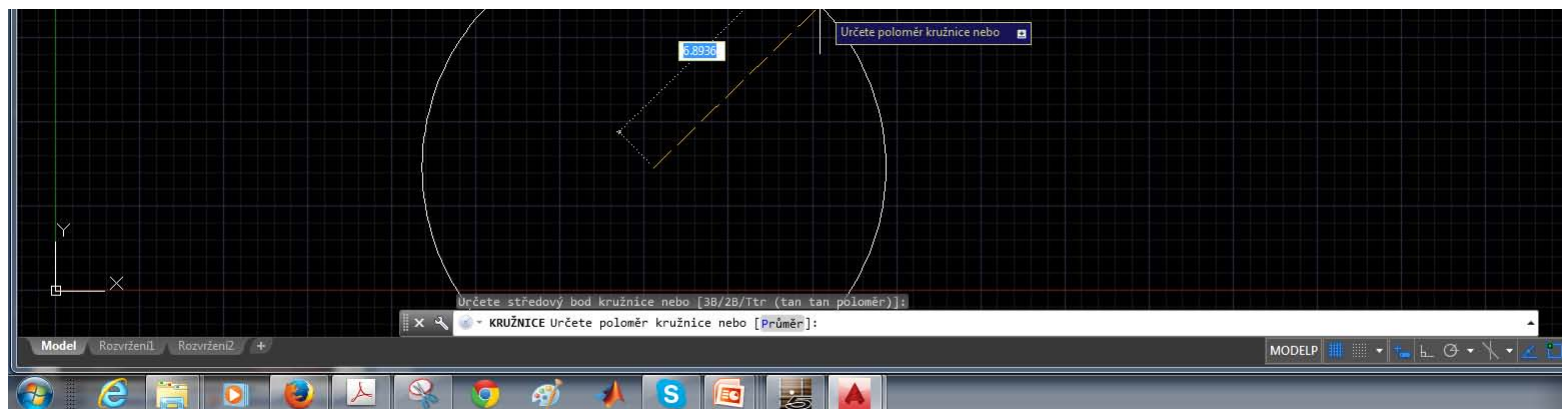 Určete poloměr kružnice nebo
6.8936
Y
X
Určete středový bod kružnice nebo [3B/2B/Ttr (tan tan poloměr)]:
KRUŽNICE Určete poloměr kružnice nebo [Průměr]:
Model Rozvržení1 Rozvržení2 +
MODELP